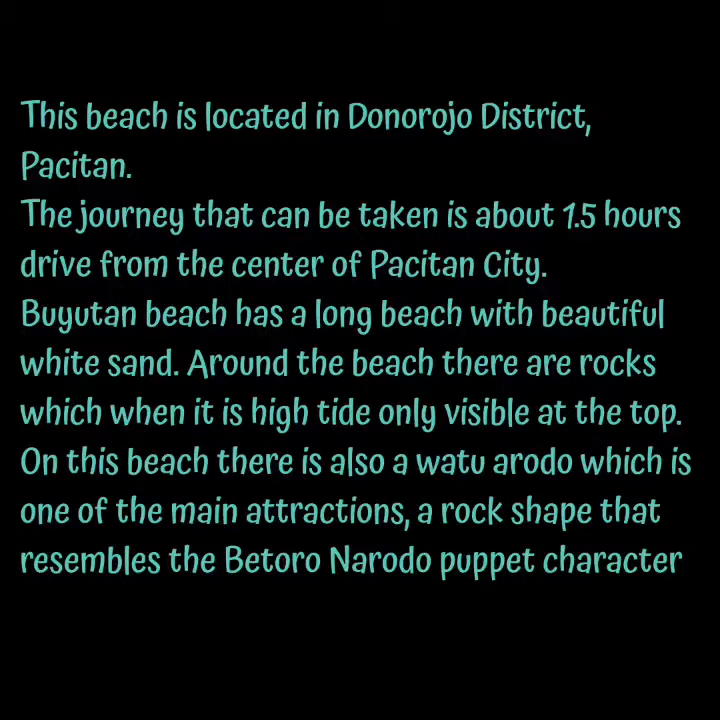 This beach is located in Donorojo District,
Pacitan.
The journey that can be taken is about 1.5 hours
drive from the center of Pacitan City.
Buyutan beach has a long beach with beautiful
white sand. Around the beach there are rocks
which when it is high tide only visible at the top.
On this beach there is also a watu arodo which is
one of the main attractions, a rock shape that
resembles the Betoro Narodo puppet character